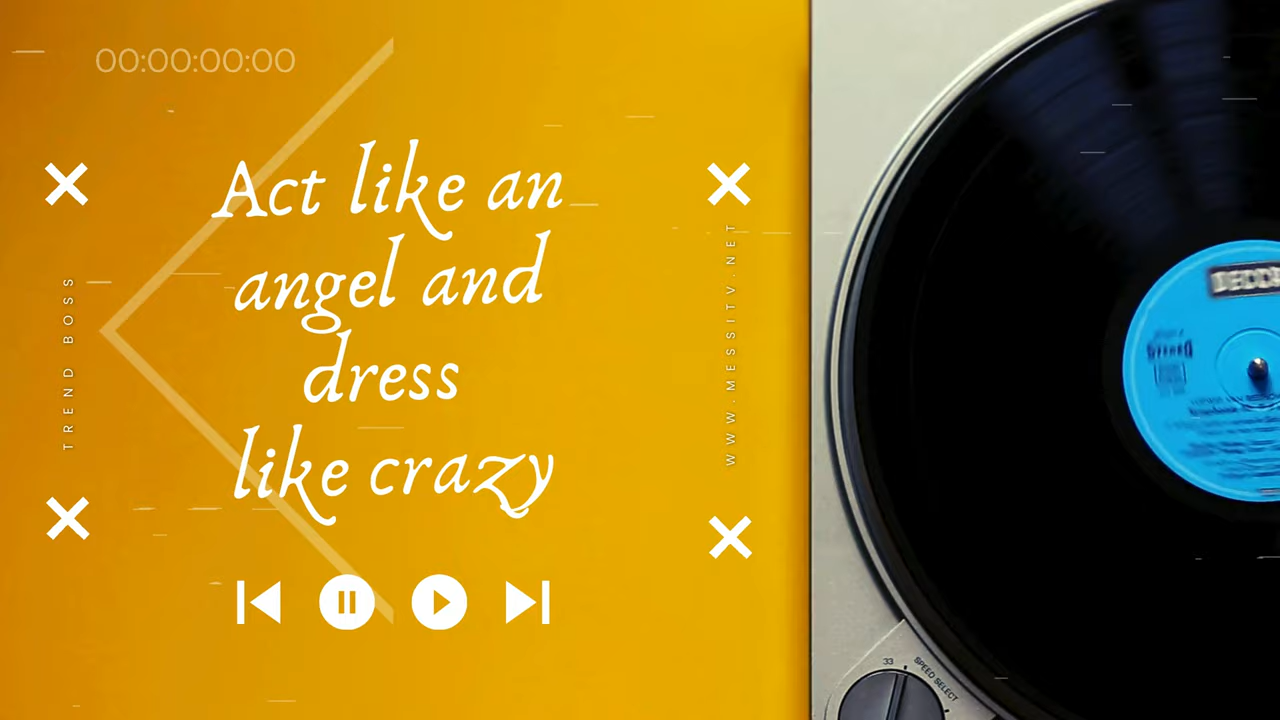 00:00:00:00
Act like an
angel and
dress
like crazy
TREND BOSS
WWW.MESSITV.NET
33
SPEED SELECT